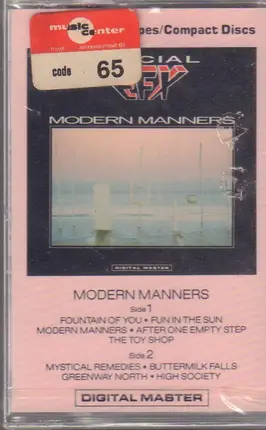 music center
pes/Compact Discs
code 65
CIAL
EFX
MODERN MANNERS
DIGITAL MASTER
MODERN MANNERS
Side 1
FOUNTAIN OF YOU • FUN IN THE SUN
MODERN MANNERS • AFTER ONE EMPTY STEP
THE TOY SHOP
Side 2
MYSTICAL REMEDIES • BUTTERMILK FALLS
GREENWAY NORTH • HIGH SOCIETY
DIGITAL MASTER